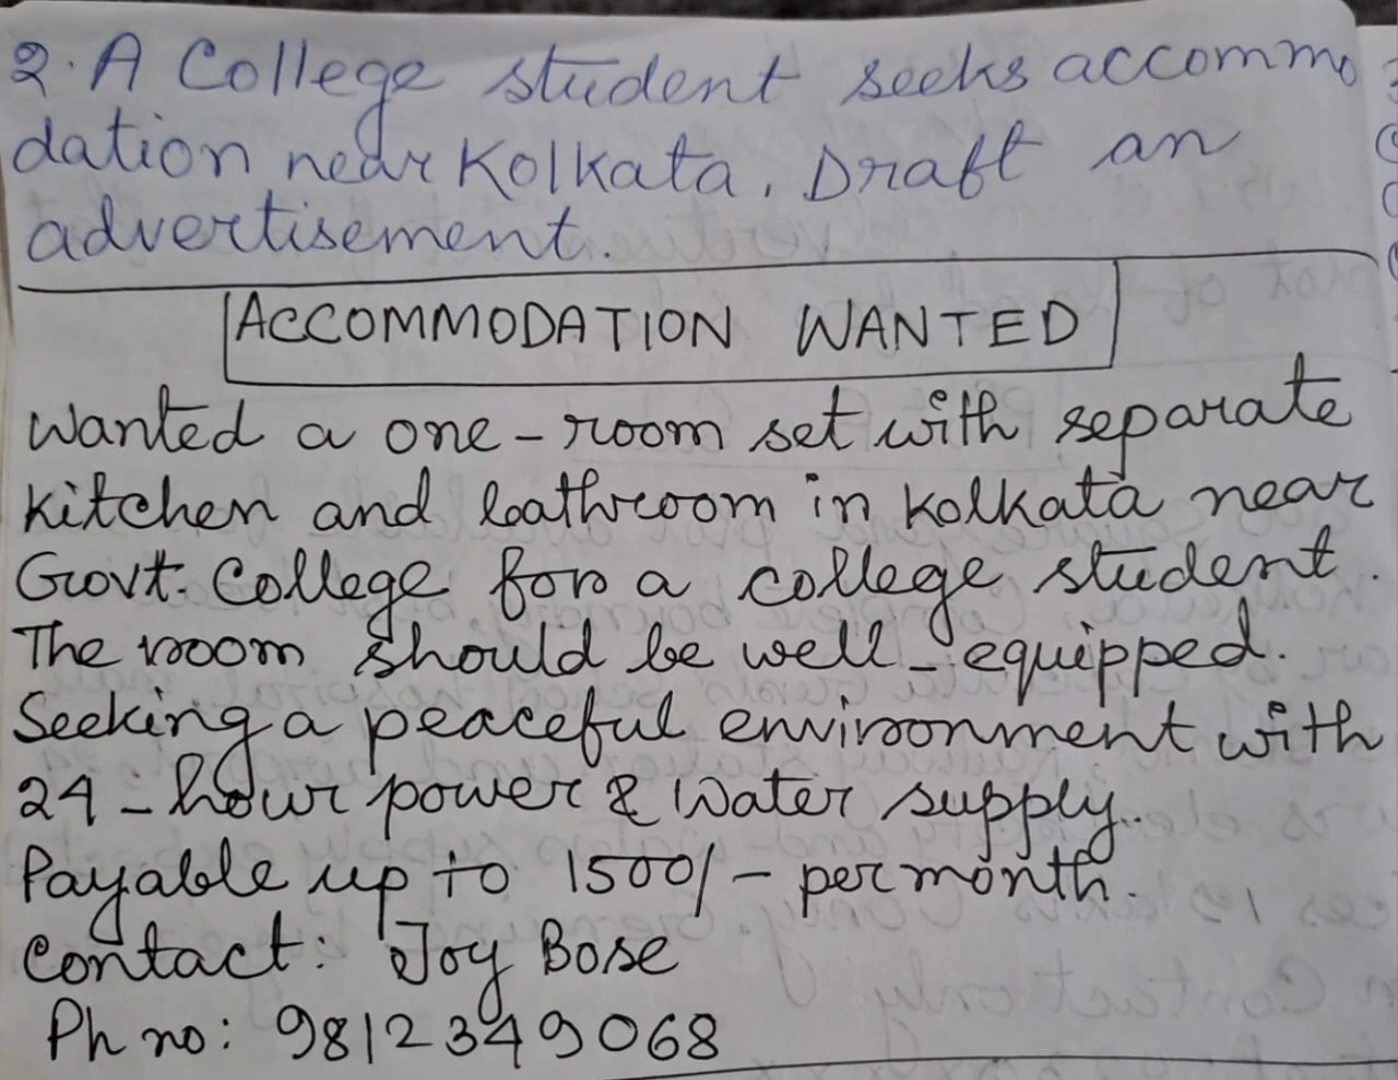 2. A College student seeks accommo
dation near Kolkata. Draft an
advertisement.
ACCOMMODATION WANTED
Wanted a one-room set with separate
kitchen and bathroom in Kolkata near
Govt. College for a college student.
The room should be well-equipped.
Seeking a peaceful environment with
24-hour power & water supply..
Payable up to 1500/- per month.
Contact: Joy Bose
Ph no: 9812349068